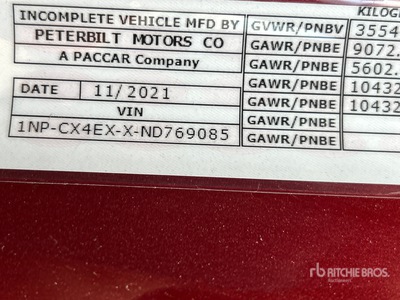 INCOMPLETE VEHICLE MFD BY
PETERBILT MOTORS CO
A PACCAR Company
DATE 11/2021
VIN
1NP-CX4EX-X-ND769085
GVWR/PNBV 3554
GAWR/PNBE 9072.
GAWR/PNBE 5602.
GAWR/PNBE 10432
GAWR/PNBE 10432
GAWR/PNBE
GAWR/PNBE
rb RITCHIE BROS.
Auctioneers